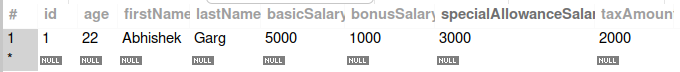 # id age firstName lastName basicSalary bonusSalary specialAllowanceSalar taxAmoun
1 1 22 Abhishek Garg 5000 1000 3000 2000
* NULL NULL NULL NULL NULL NULL NULL NULL